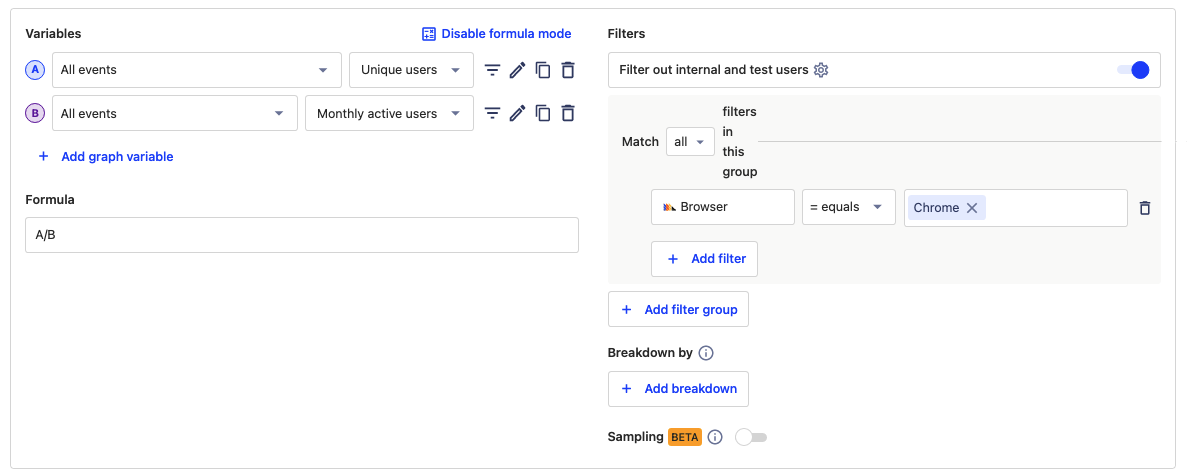 Variables
Disable formula mode
A
All events
Unique users
B
All events
Monthly active users
+ Add graph variable
Formula
A/B
Filters
Filter out internal and test users
Match
all
filters
in
this
group
Browser
= equals
Chrome
+ Add filter
+ Add filter group
Breakdown by
+ Add breakdown
Sampling BETA